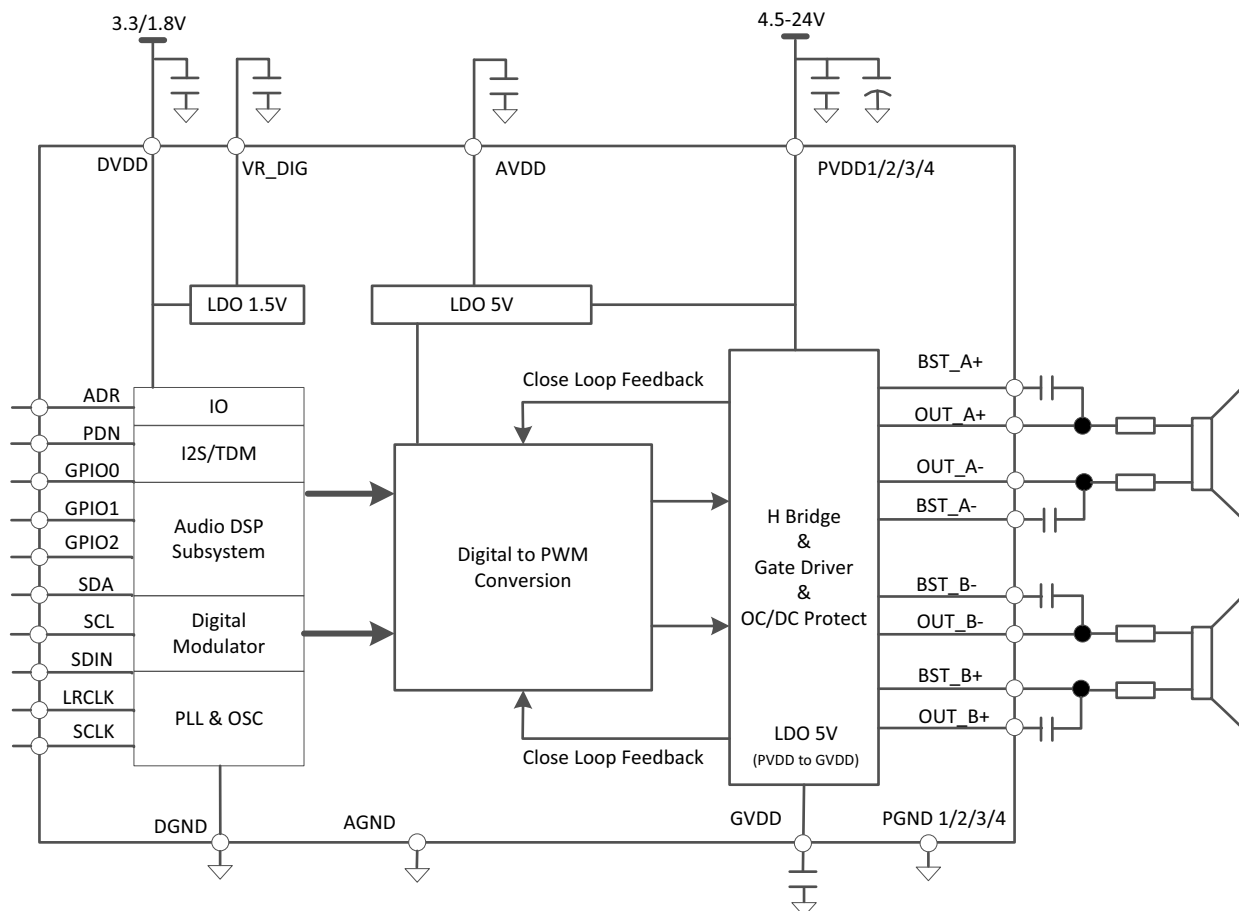 3.3/1.8V
4.5-24V
DVDD
VR_DIG
AVDD
PVDD1/2/3/4
LDO 1.5V
LDO 5V
ADR
PDN
GPIO0
GPIO1
GPIO2
SDA
SCL
SDIN
LRCLK
SCLK
IO
I2S/TDM
Audio DSP
Subsystem
Digital
Modulator
PLL & OSC
Close Loop Feedback
Digital to PWM
Conversion
Close Loop Feedback
H Bridge
&
Gate Driver
&
OC/DC Protect
LDO 5V
(PVDD to GVDD)
BST_A+
OUT_A+
OUT_A-
BST_A-
BST_B-
OUT_B-
BST_B+
OUT_B+
DGND
AGND
GVDD
PGND 1/2/3/4